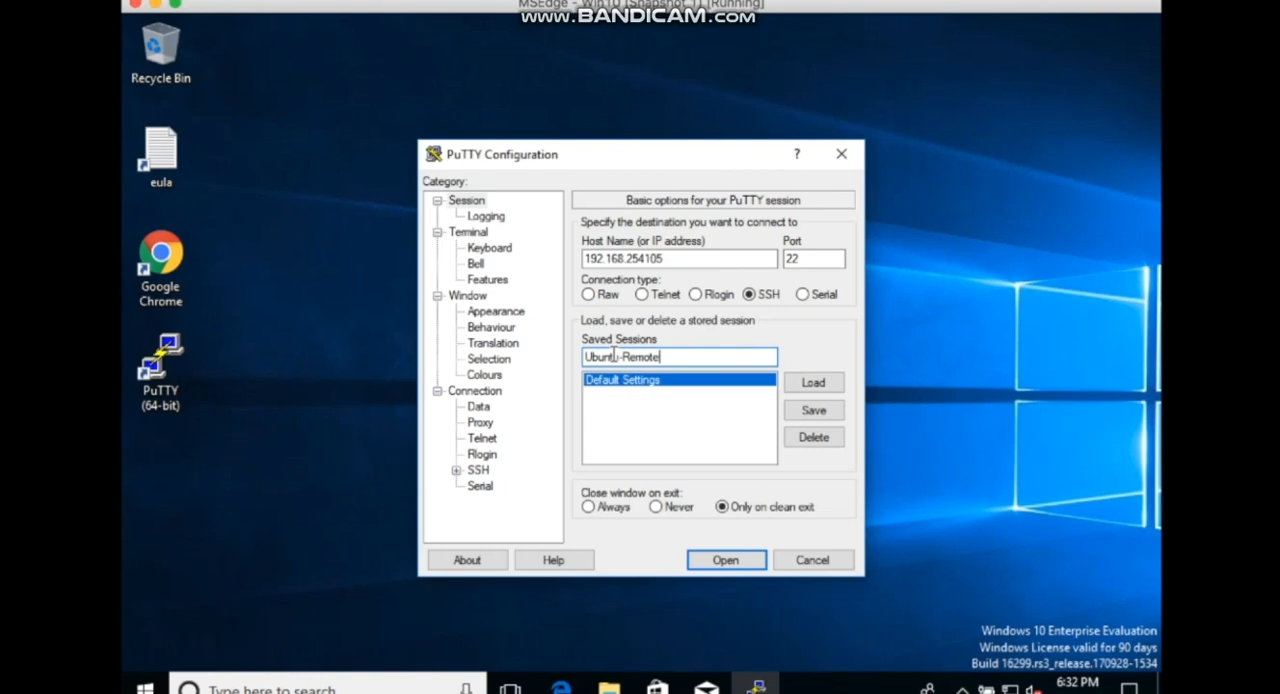 MSEdge - Win10 (Snapshot 1) [Running]
www.BANDICAM.com
Recycle Bin
eula
Google
Chrome
PuTTY
(64-bit)
PuTTY Configuration
?
Category:
Session
Logging
Terminal
Keyboard
Bell
Features
Window
Appearance
Behaviour
Translation
Selection
Colours
Connection
Data
Proxy
Telnet
Rlogin
SSH
Serial
Basic options for your PuTTY session
Specify the destination you want to connect to
Host Name (or IP address) Port
192.168.254105 22
Connection type:
Raw Telnet Rlogin SSH Serial
Load, save or delete a stored session
Saved Sessions
Ubuntu-Remote
Default Settings
Load
Save
Delete
Close window on exit:
Always Never Only on clean exit
About Help Open Cancel
Windows 10 Enterprise Evaluation
Windows License valid for 90 days
Build 16299.rs3_release.170928-1534
Type here to search
6:32 PM